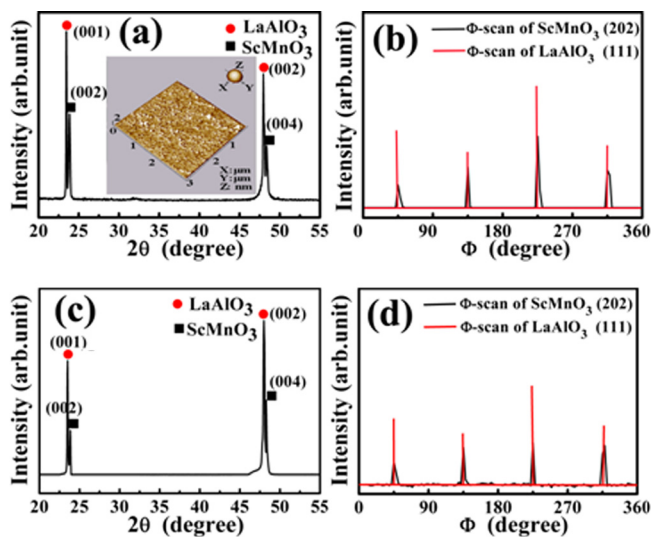 (a)
LaAlO3
ScMnO3
(001)
(002)
(002)
(004)
Z
X
Y
2
0
1
2
3
2
1
X: μm
Y: μm
Z: nm
Intensity (arb.unit)
20 25 30 35 40 45 50 55
2θ (degree)
(b)
Φ-scan of ScMnO3 (202)
Φ-scan of LaAlO3 (111)
Intensity (arb.unit)
0 90 180 270 360
Φ (degree)
(c)
LaAlO3
ScMnO3
(001)
(002)
(002)
(004)
Intensity (arb.unit)
20 25 30 35 40 45 50 55
2θ (degree)
(d)
Φ-scan of ScMnO3 (202)
Φ-scan of LaAlO3 (111)
Intensity (arb.unit)
0 90 180 270 360
Φ (degree)